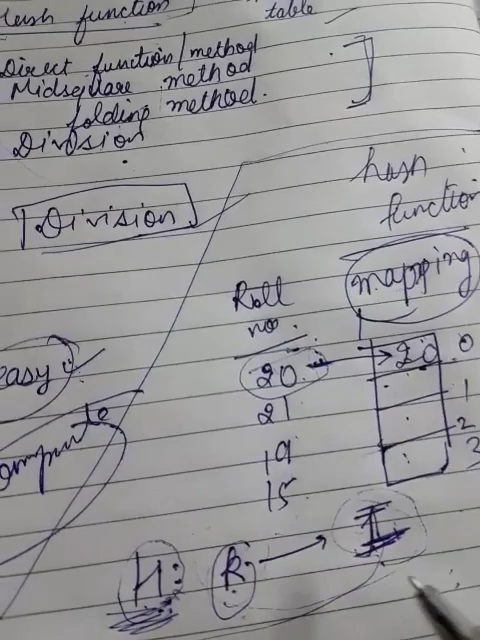 Hash function
table
Direct function/method
Midsquare method
folding method.
Division
Division
hash
function
mapping
Roll
no.
20 → 20 0
21 1
19 2
15 3
easy
compute
H: K → I